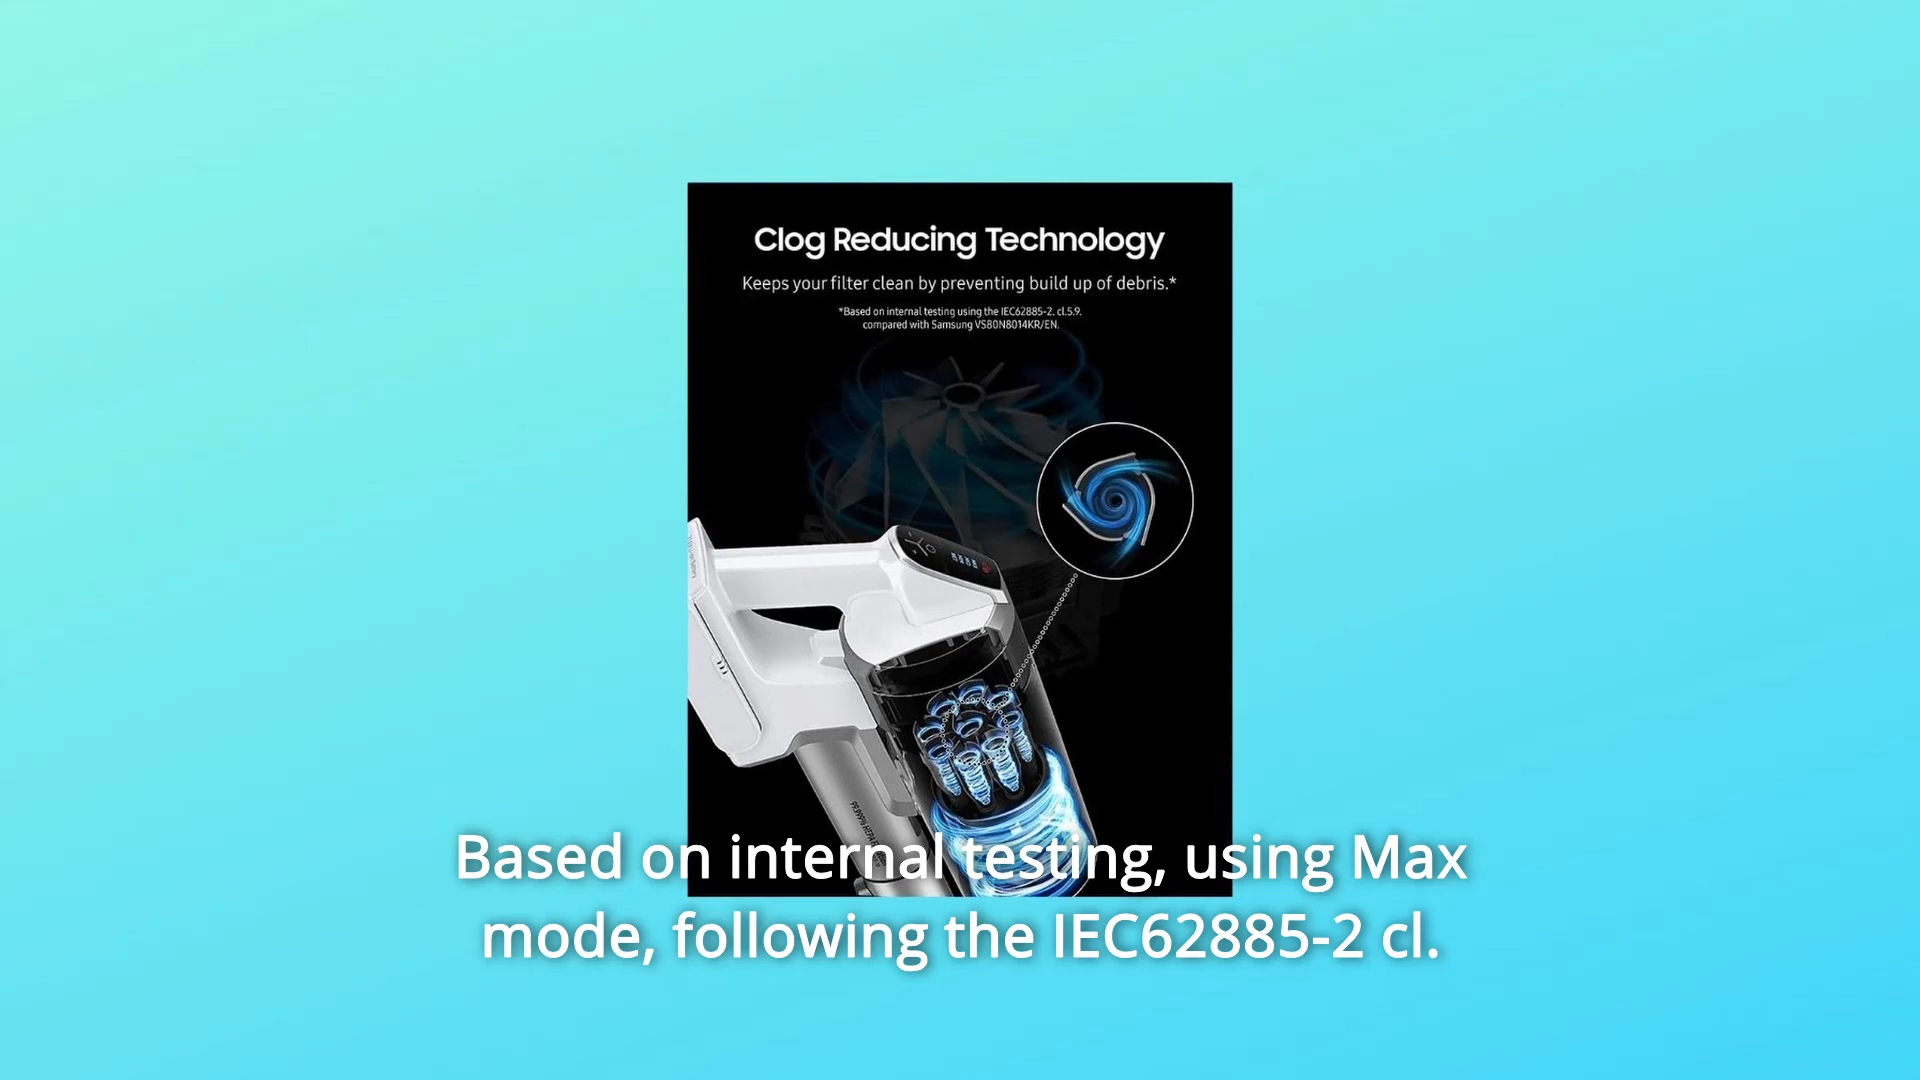 Clog Reducing Technology
Keeps your filter clean by preventing build up of debris.*
*Based on internal testing using the IEC62885-2. cl.5.9.
compared with Samsung VS80N8014KR/EN.
Based on internal testing, using Max
mode, following the IEC62885-2 cl.